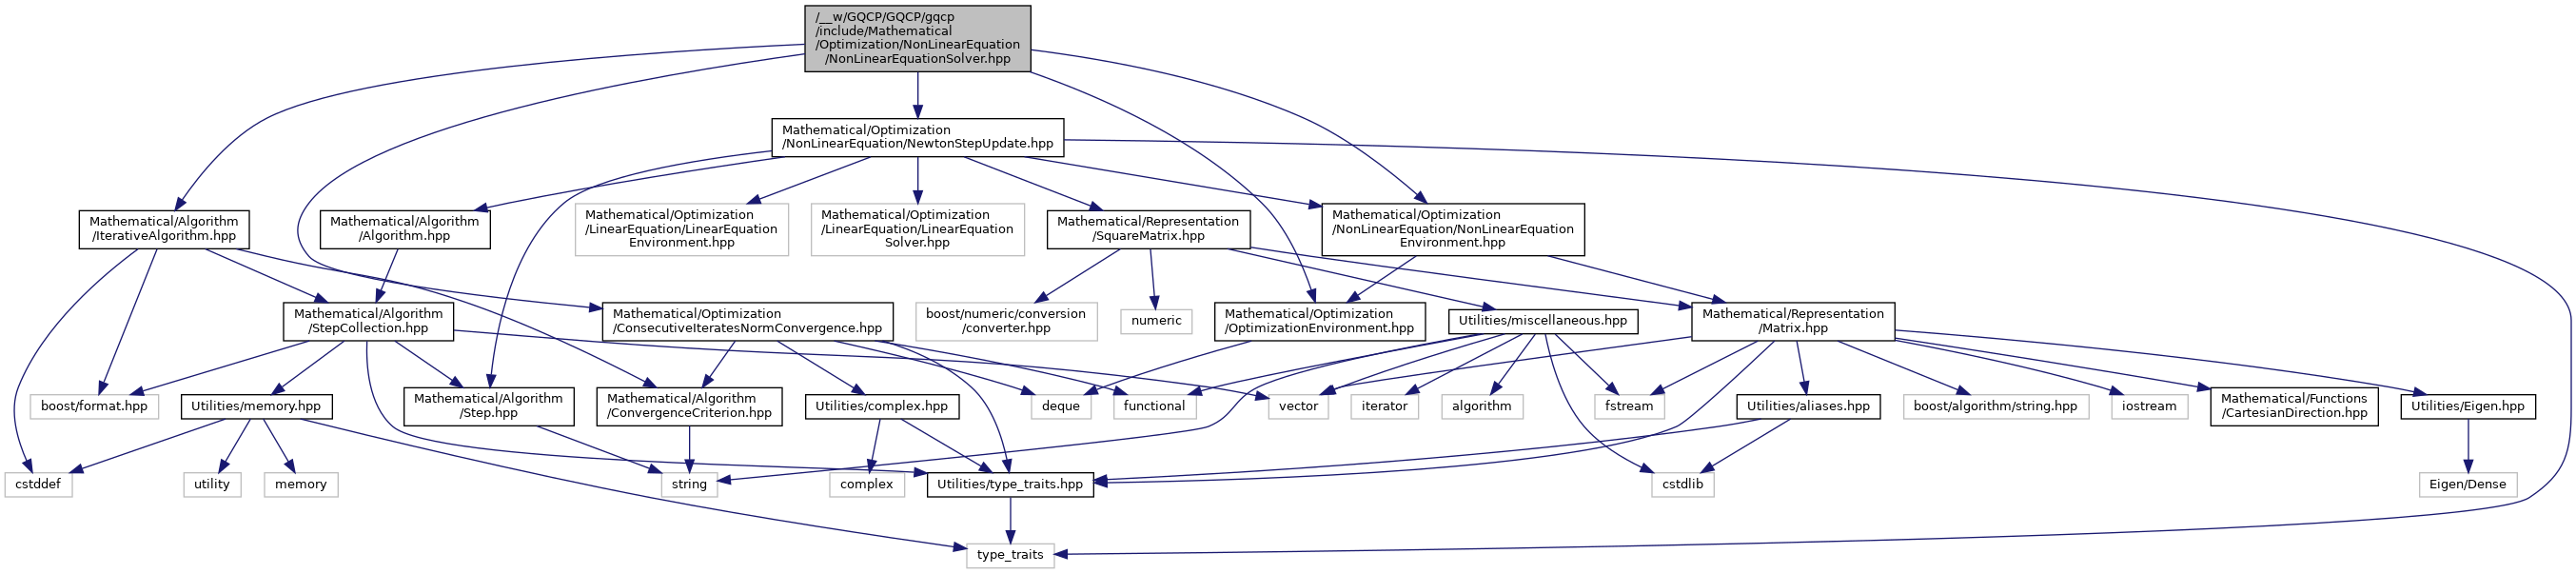 /__w/GQCP/GQCP/gqcp
/include/Mathematical
/Optimization/NonLinearEquation
/NonLinearEquationSolver.hpp
Mathematical/Optimization
/NonLinearEquation/NewtonStepUpdate.hpp
Mathematical/Algorithm
/IterativeAlgorithm.hpp
Mathematical/Algorithm
/Algorithm.hpp
Mathematical/Optimization
/LinearEquation/LinearEquation
Environment.hpp
Mathematical/Optimization
/LinearEquation/LinearEquation
Solver.hpp
Mathematical/Representation
/SquareMatrix.hpp
Mathematical/Optimization
/NonLinearEquation/NonLinearEquation
Environment.hpp
Mathematical/Algorithm
/StepCollection.hpp
Mathematical/Optimization
/ConsecutiveIteratesNormConvergence.hpp
boost/numeric/conversion
/converter.hpp
numeric
Mathematical/Optimization
/OptimizationEnvironment.hpp
Utilities/miscellaneous.hpp
Mathematical/Representation
/Matrix.hpp
boost/format.hpp
Utilities/memory.hpp
Mathematical/Algorithm
/Step.hpp
Mathematical/Algorithm
/ConvergenceCriterion.hpp
Utilities/complex.hpp
deque
functional
vector
iterator
algorithm
fstream
Utilities/aliases.hpp
boost/algorithm/string.hpp
iostream
Mathematical/Functions
/CartesianDirection.hpp
Utilities/Eigen.hpp
cstddef
utility
memory
string
complex
Utilities/type_traits.hpp
cstdlib
Eigen/Dense
type_traits